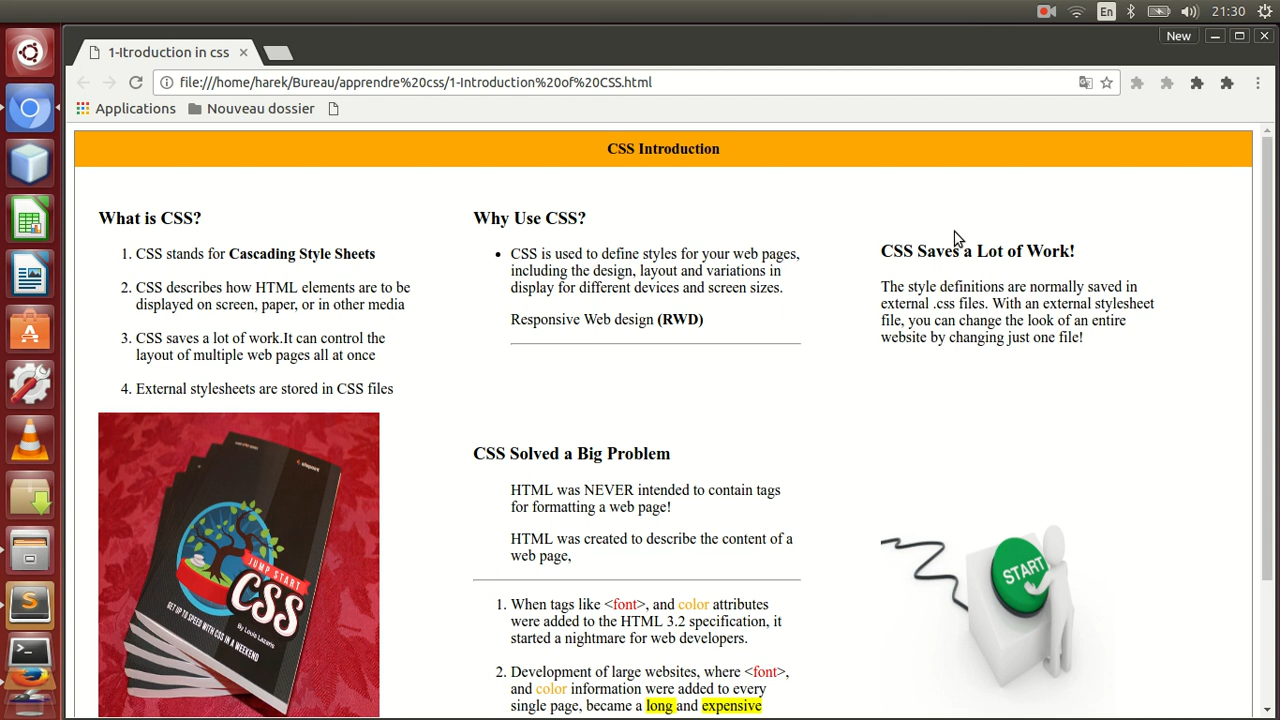 En
21:30
New
1-Itroduction in css
file:///home/harek/Bureau/apprendre%20css/1-Introduction%20of%20CSS.html
Applications
Nouveau dossier
CSS Introduction
What is CSS?
1. CSS stands for Cascading Style Sheets
2. CSS describes how HTML elements are to be
displayed on screen, paper, or in other media
3. CSS saves a lot of work.It can control the
layout of multiple web pages all at once
4. External stylesheets are stored in CSS files
JUMP START
CSS
By Louis Lazaris
GET UP TO SPEED WITH CSS IN A WEEKEND
Why Use CSS?
• CSS is used to define styles for your web pages,
including the design, layout and variations in
display for different devices and screen sizes.
Responsive Web design (RWD)
CSS Solved a Big Problem
HTML was NEVER intended to contain tags
for formatting a web page!
HTML was created to describe the content of a
web page,
1. When tags like <font>, and color attributes
were added to the HTML 3.2 specification, it
started a nightmare for web developers.
2. Development of large websites, where <font>,
and color information were added to every
single page, became a long and expensive
CSS Saves a Lot of Work!
The style definitions are normally saved in
external .css files. With an external stylesheet
file, you can change the look of an entire
website by changing just one file!
START